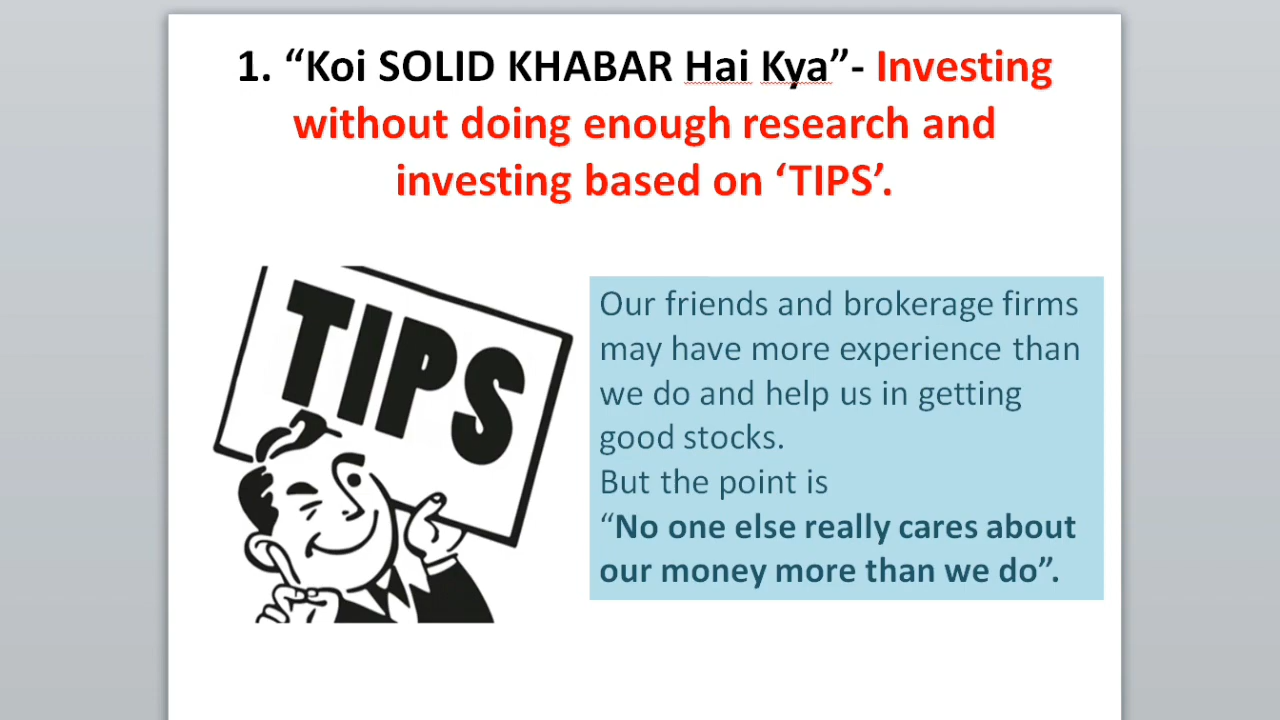 1. “Koi SOLID KHABAR Hai Kya”- Investing
without doing enough research and
investing based on ‘TIPS’.
TIPS
Our friends and brokerage firms
may have more experience than
we do and help us in getting
good stocks.
But the point is
“No one else really cares about
our money more than we do”.